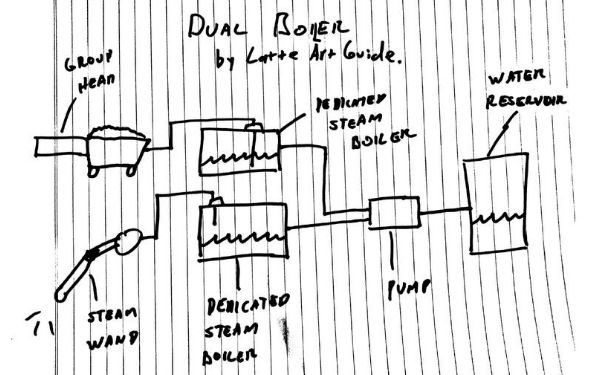 DUAL BOILER
by Latte Art Guide.
GROUP
HEAD
DEDICATED
STEAM
BOILER
WATER
RESERVOIR
STEAM
WAND
DEDICATED
STEAM
BOILER
PUMP